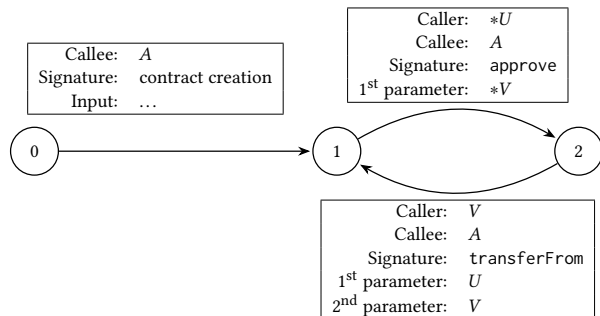 Callee: A
Signature: contract creation
Input: ...
Caller: *U
Callee: A
Signature: approve
1st parameter: *V
0
1
2
Caller: V
Callee: A
Signature: transferFrom
1st parameter: U
2nd parameter: V